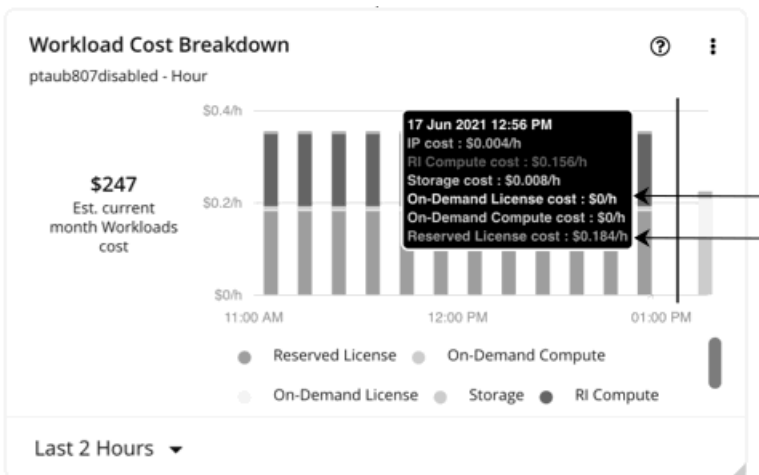 Workload Cost Breakdown
ptaub807disabled - Hour
$0.4/h
17 Jun 2021 12:56 PM
IP cost : $0.004/h
RI Compute cost : $0.156/h
Storage cost : $0.008/h
On-Demand License cost : $0/h
On-Demand Compute cost : $0/h
Reserved License cost : $0.184/h
$247
Est. current
month Workloads
cost
$0.2/h
$0/h
11:00 AM 12:00 PM 01:00 PM
Reserved License On-Demand Compute
On-Demand License Storage RI Compute
Last 2 Hours